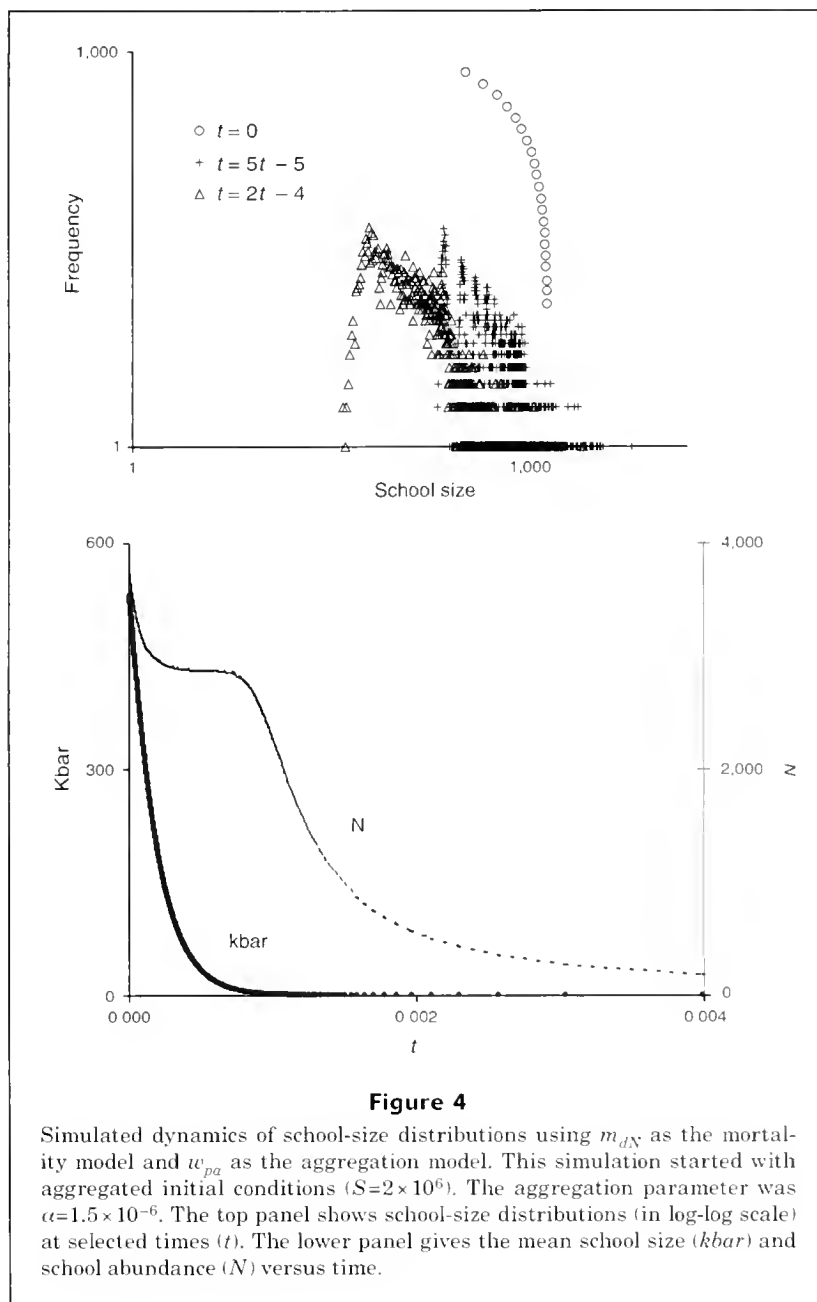 1,000
○ t=0
+ t=5t – 5
△ t=2t – 4
Frequency
1
1
1,000
School size
600
4,000
Kbar
300
2,000
N
N
kbar
0
0
0 000
0 002
0 004
t
Figure 4
Simulated dynamics of school-size distributions using m_dN as the mortal-
ity model and w_pa as the aggregation model. This simulation started with
aggregated initial conditions (S=2 × 10⁶). The aggregation parameter was
α=1.5 × 10⁻⁶. The top panel shows school-size distributions (in log-log scale)
at selected times (t). The lower panel gives the mean school size (kbar) and
school abundance (N) versus time.